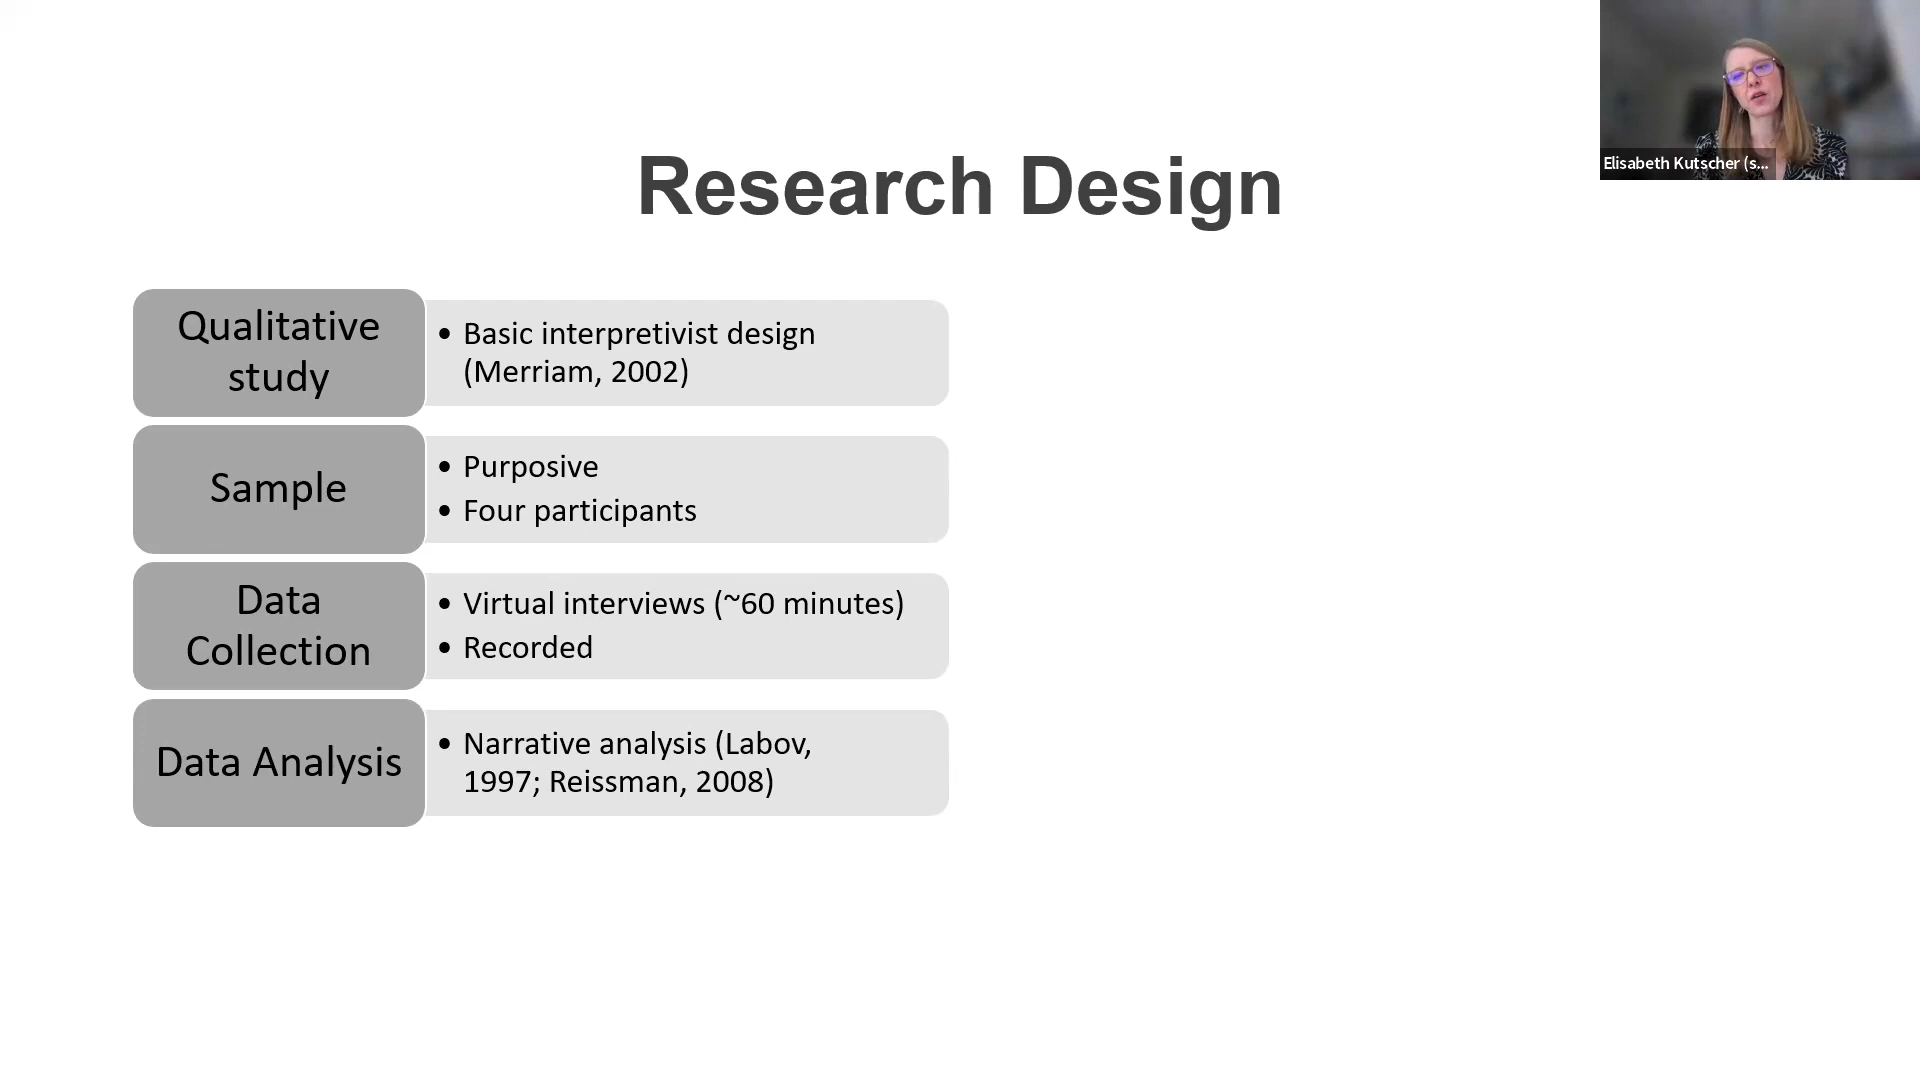 Elisabeth Kutscher (s...
Research Design
Qualitative
study
• Basic interpretivist design
(Merriam, 2002)
Sample
• Purposive
• Four participants
Data
Collection
• Virtual interviews (~60 minutes)
• Recorded
Data Analysis
• Narrative analysis (Labov,
1997; Reissman, 2008)